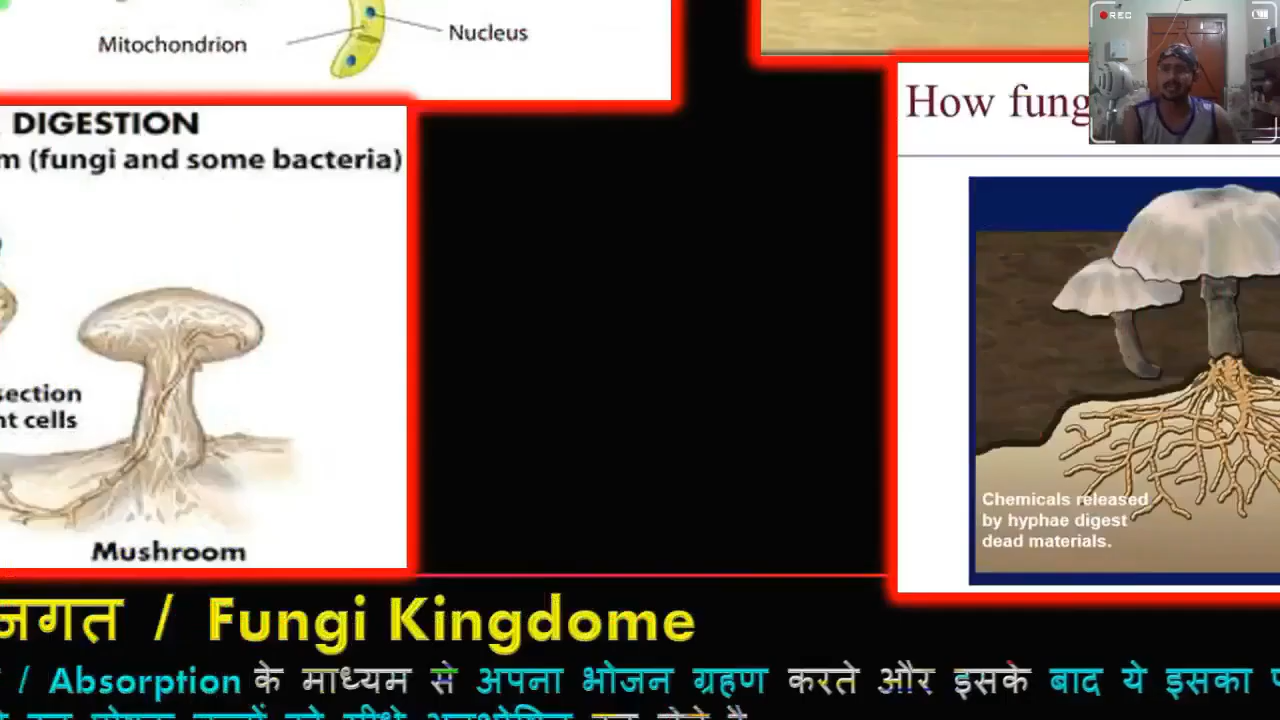 Mitochondrion
Nucleus
REC
DIGESTION
(fungi and some bacteria)
How fung
section
cells
Mushroom
Chemicals released
by hyphae digest
dead materials.
जगत / Fungi Kingdome
/ Absorption के माध्यम से अपना भोजन ग्रहण करते और इसके बाद ये इसका